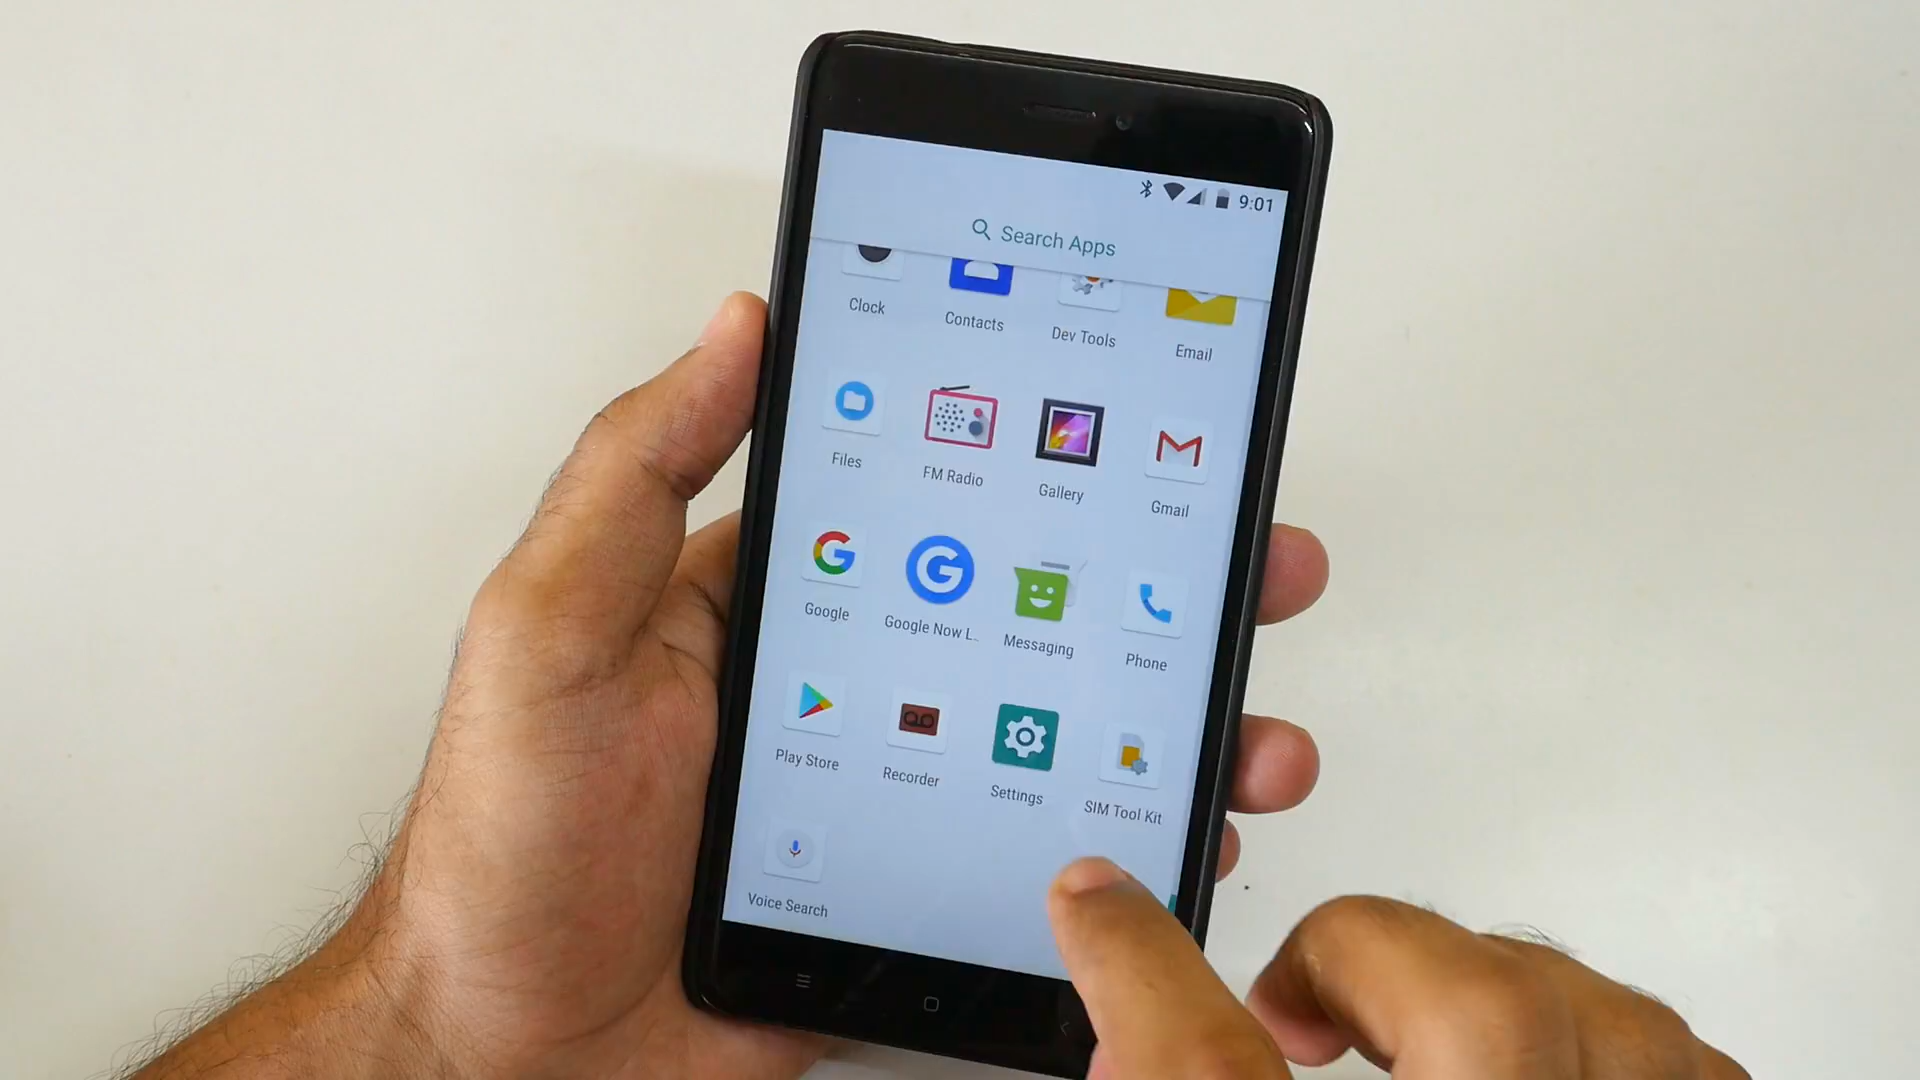 9:01
Search Apps
Clock
Contacts
Dev Tools
Email
Files
FM Radio
Gallery
Gmail
Google
Google Now L...
Messaging
Phone
Play Store
Recorder
Settings
SIM Tool Kit
Voice Search